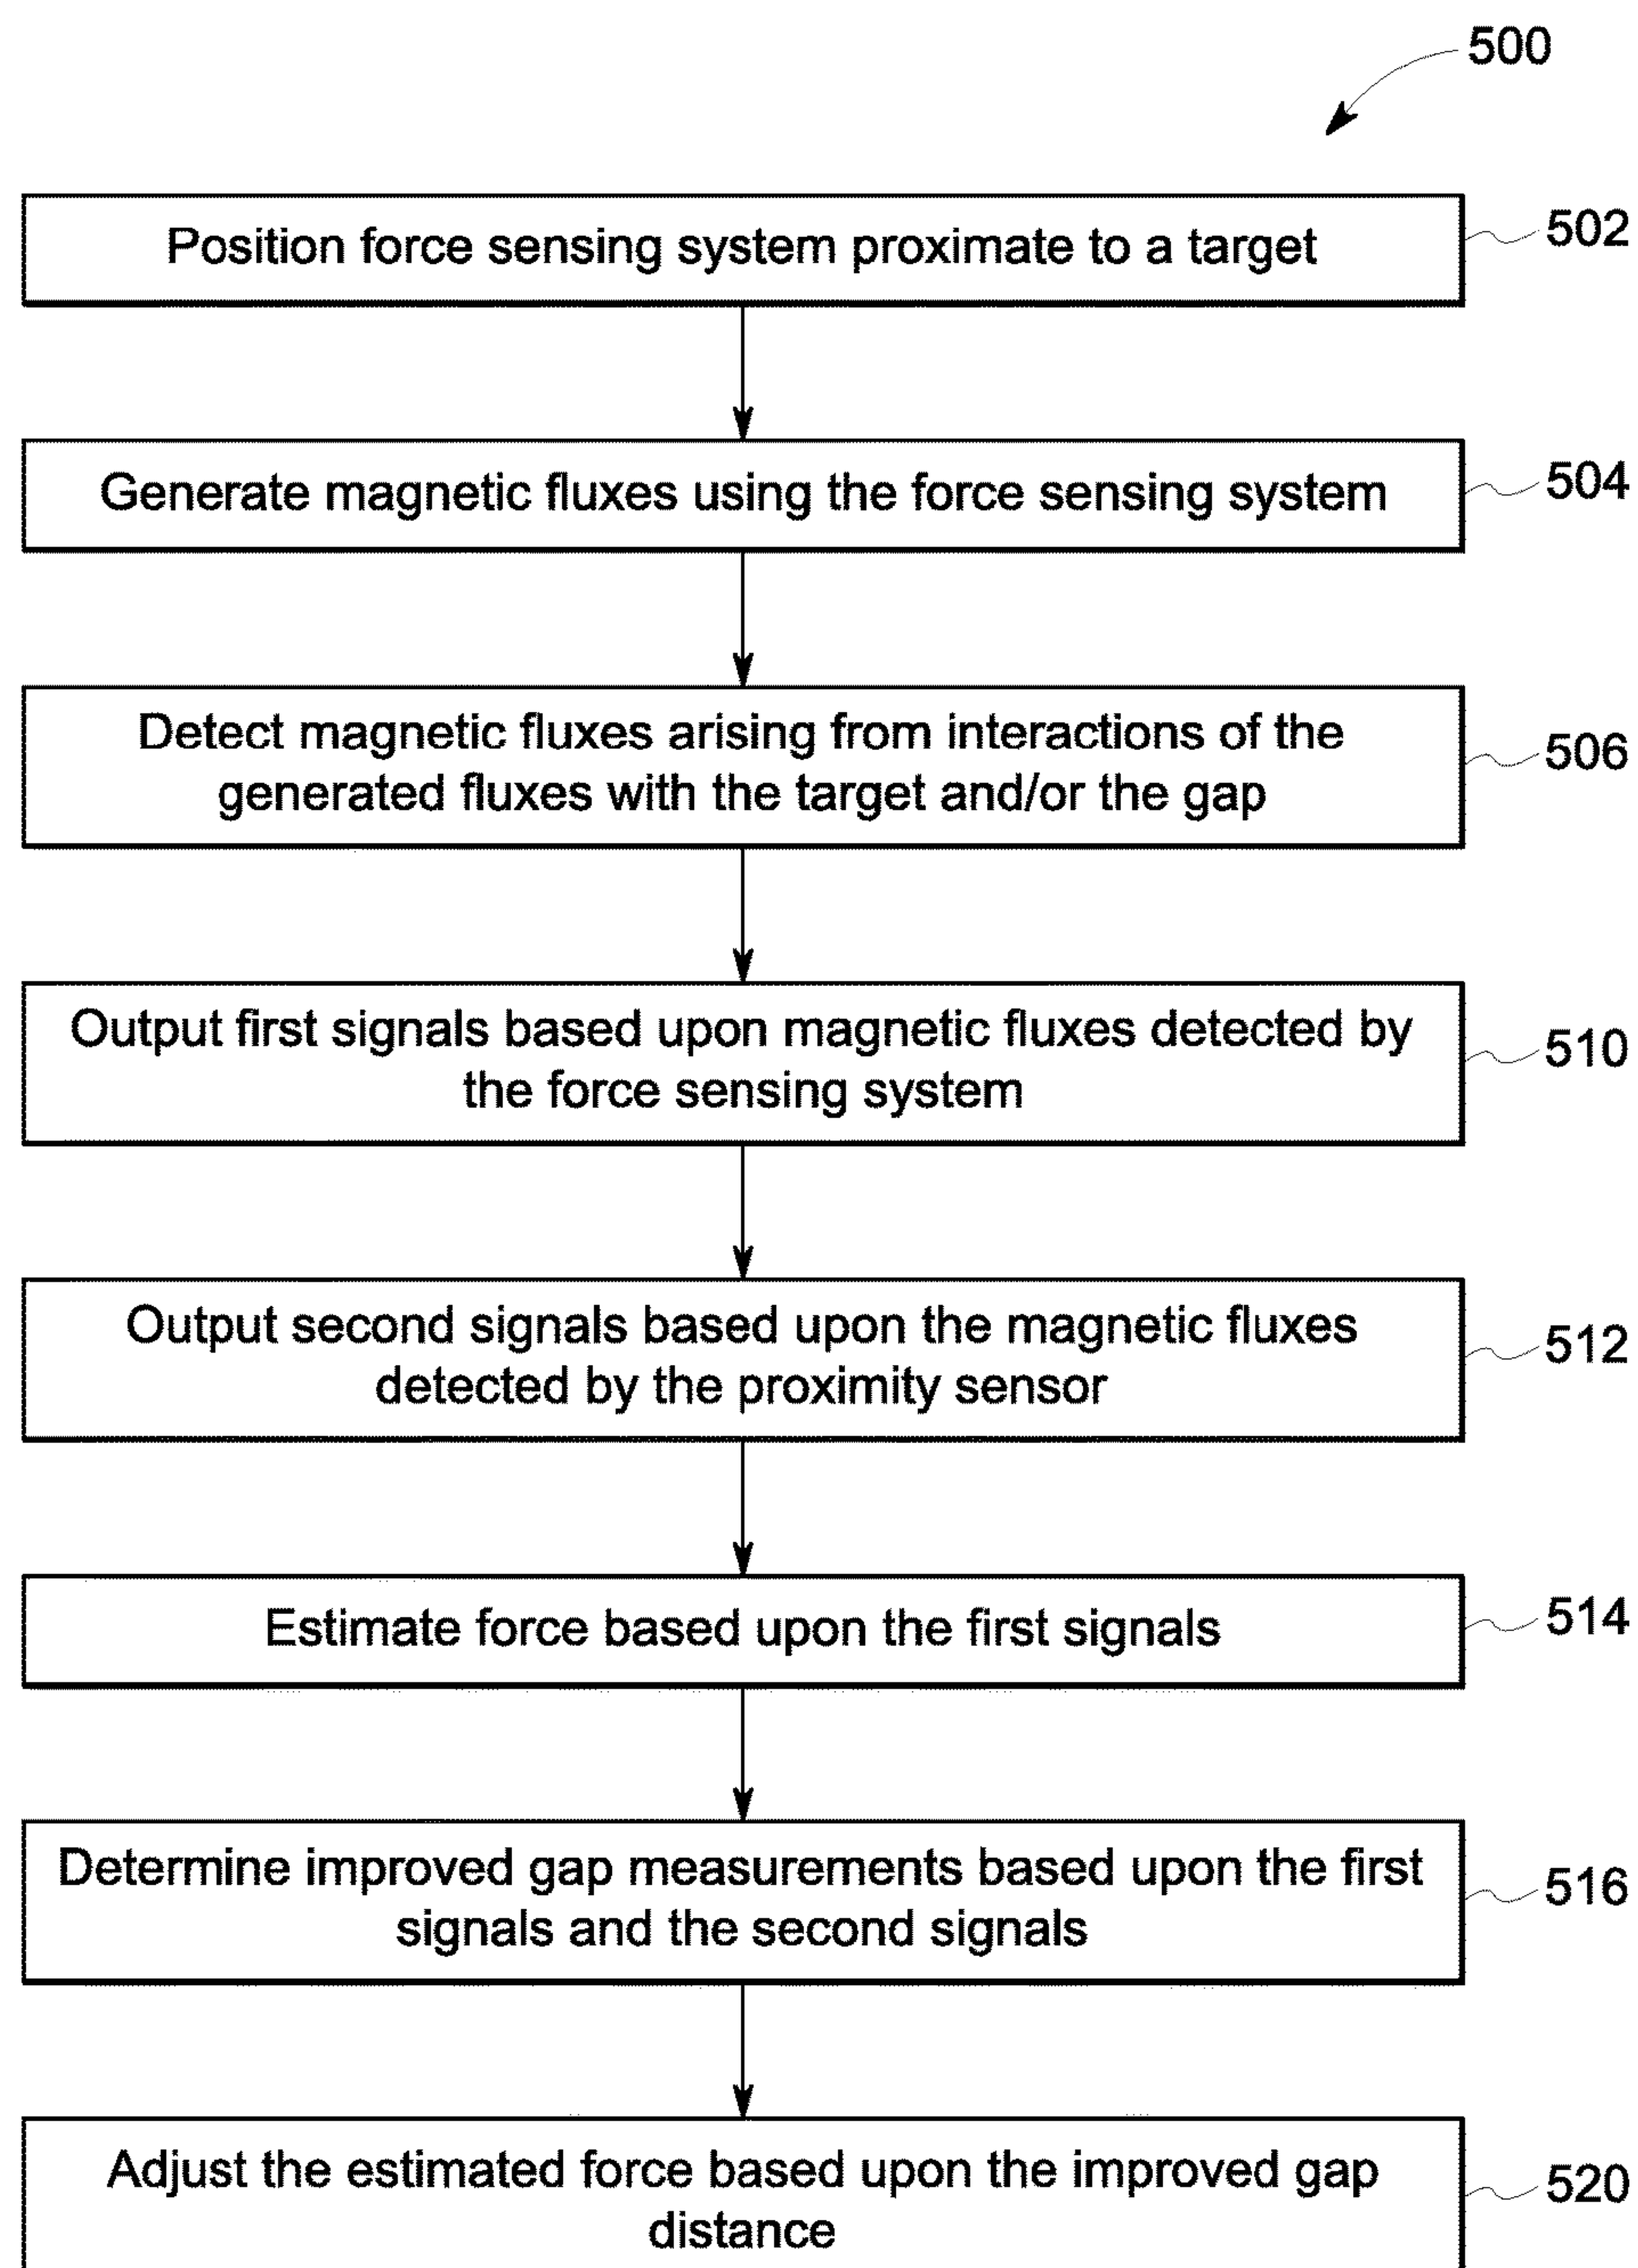 500
Position force sensing system proximate to a target
502
Generate magnetic fluxes using the force sensing system
504
Detect magnetic fluxes arising from interactions of the
generated fluxes with the target and/or the gap
506
Output first signals based upon magnetic fluxes detected by
the force sensing system
510
Output second signals based upon the magnetic fluxes
detected by the proximity sensor
512
Estimate force based upon the first signals
514
Determine improved gap measurements based upon the first
signals and the second signals
516
Adjust the estimated force based upon the improved gap
distance
520